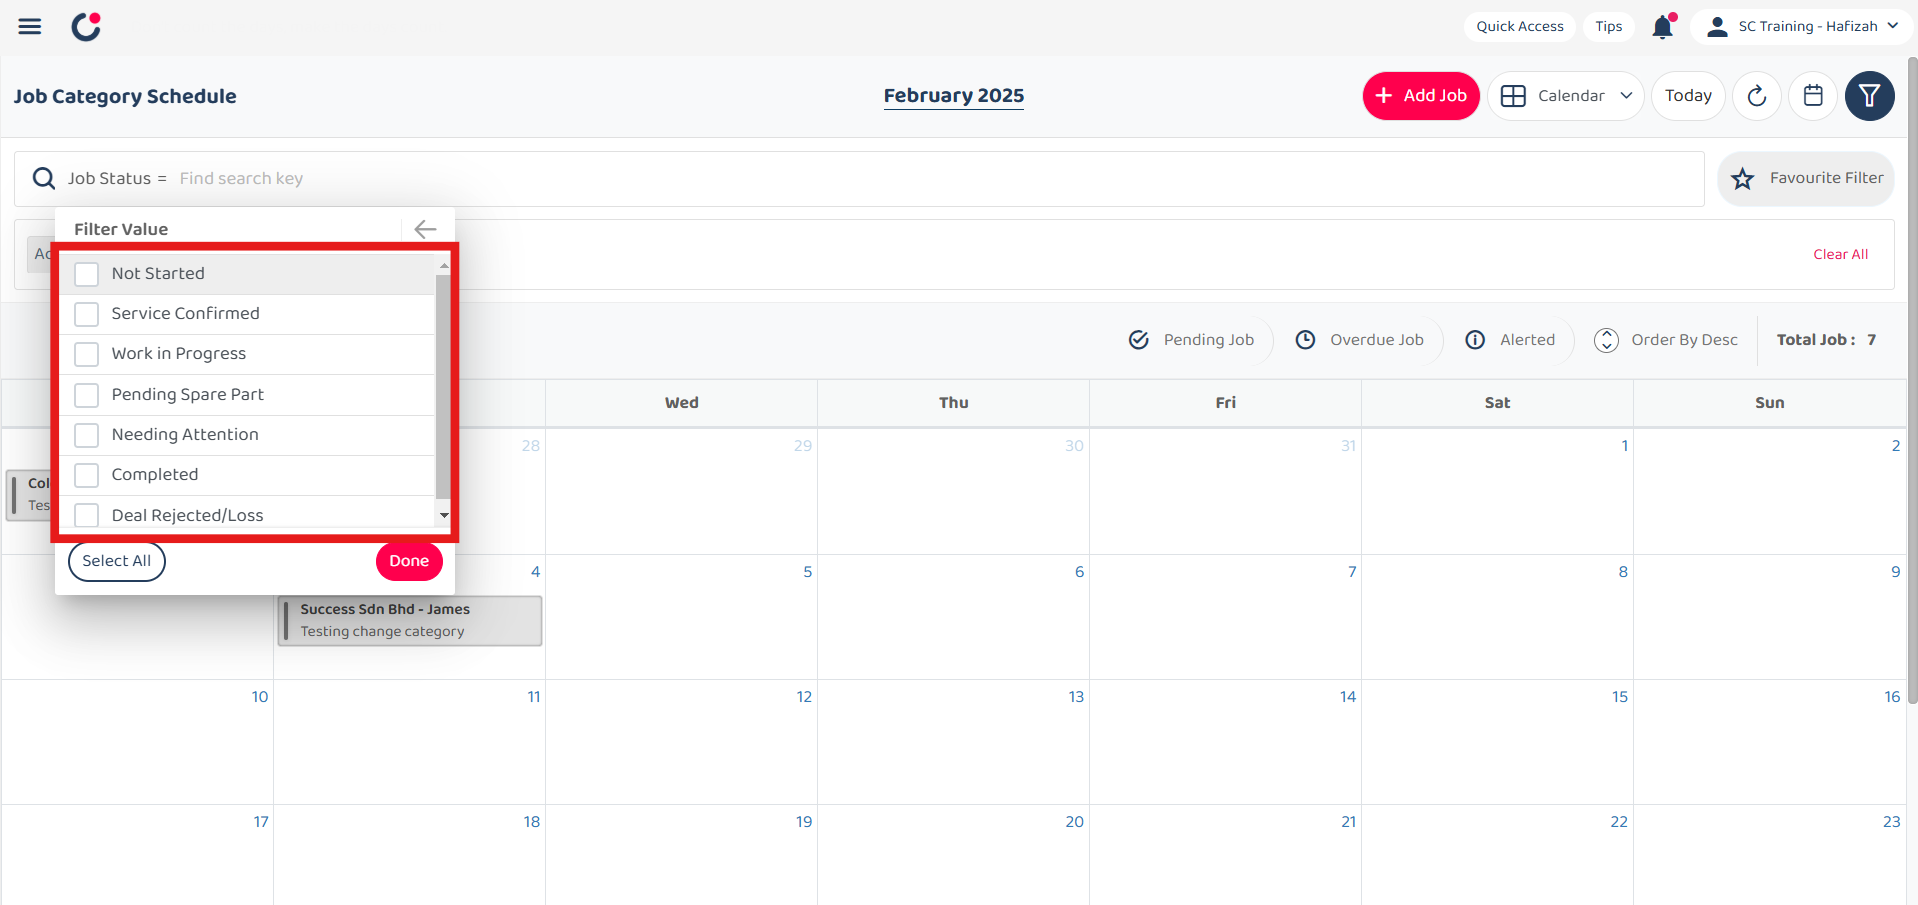 Quick Access
Tips
SC Training - Hafizah
Job Category Schedule
February 2025
Add Job
Calendar
Today
Job Status = Find search key
Favourite Filter
Filter Value
Clear All
Not Started
Service Confirmed
Work in Progress
Pending Spare Part
Needing Attention
Completed
Deal Rejected/Loss
Select All
Done
Pending Job
Overdue Job
Alerted
Order By Desc
Total Job : 7
Wed Thu Fri Sat Sun
28 29 30 31 1 2
Col
Tes
4 5 6 7 8 9
Success Sdn Bhd - James
Testing change category
10 11 12 13 14 15 16
17 18 19 20 21 22 23